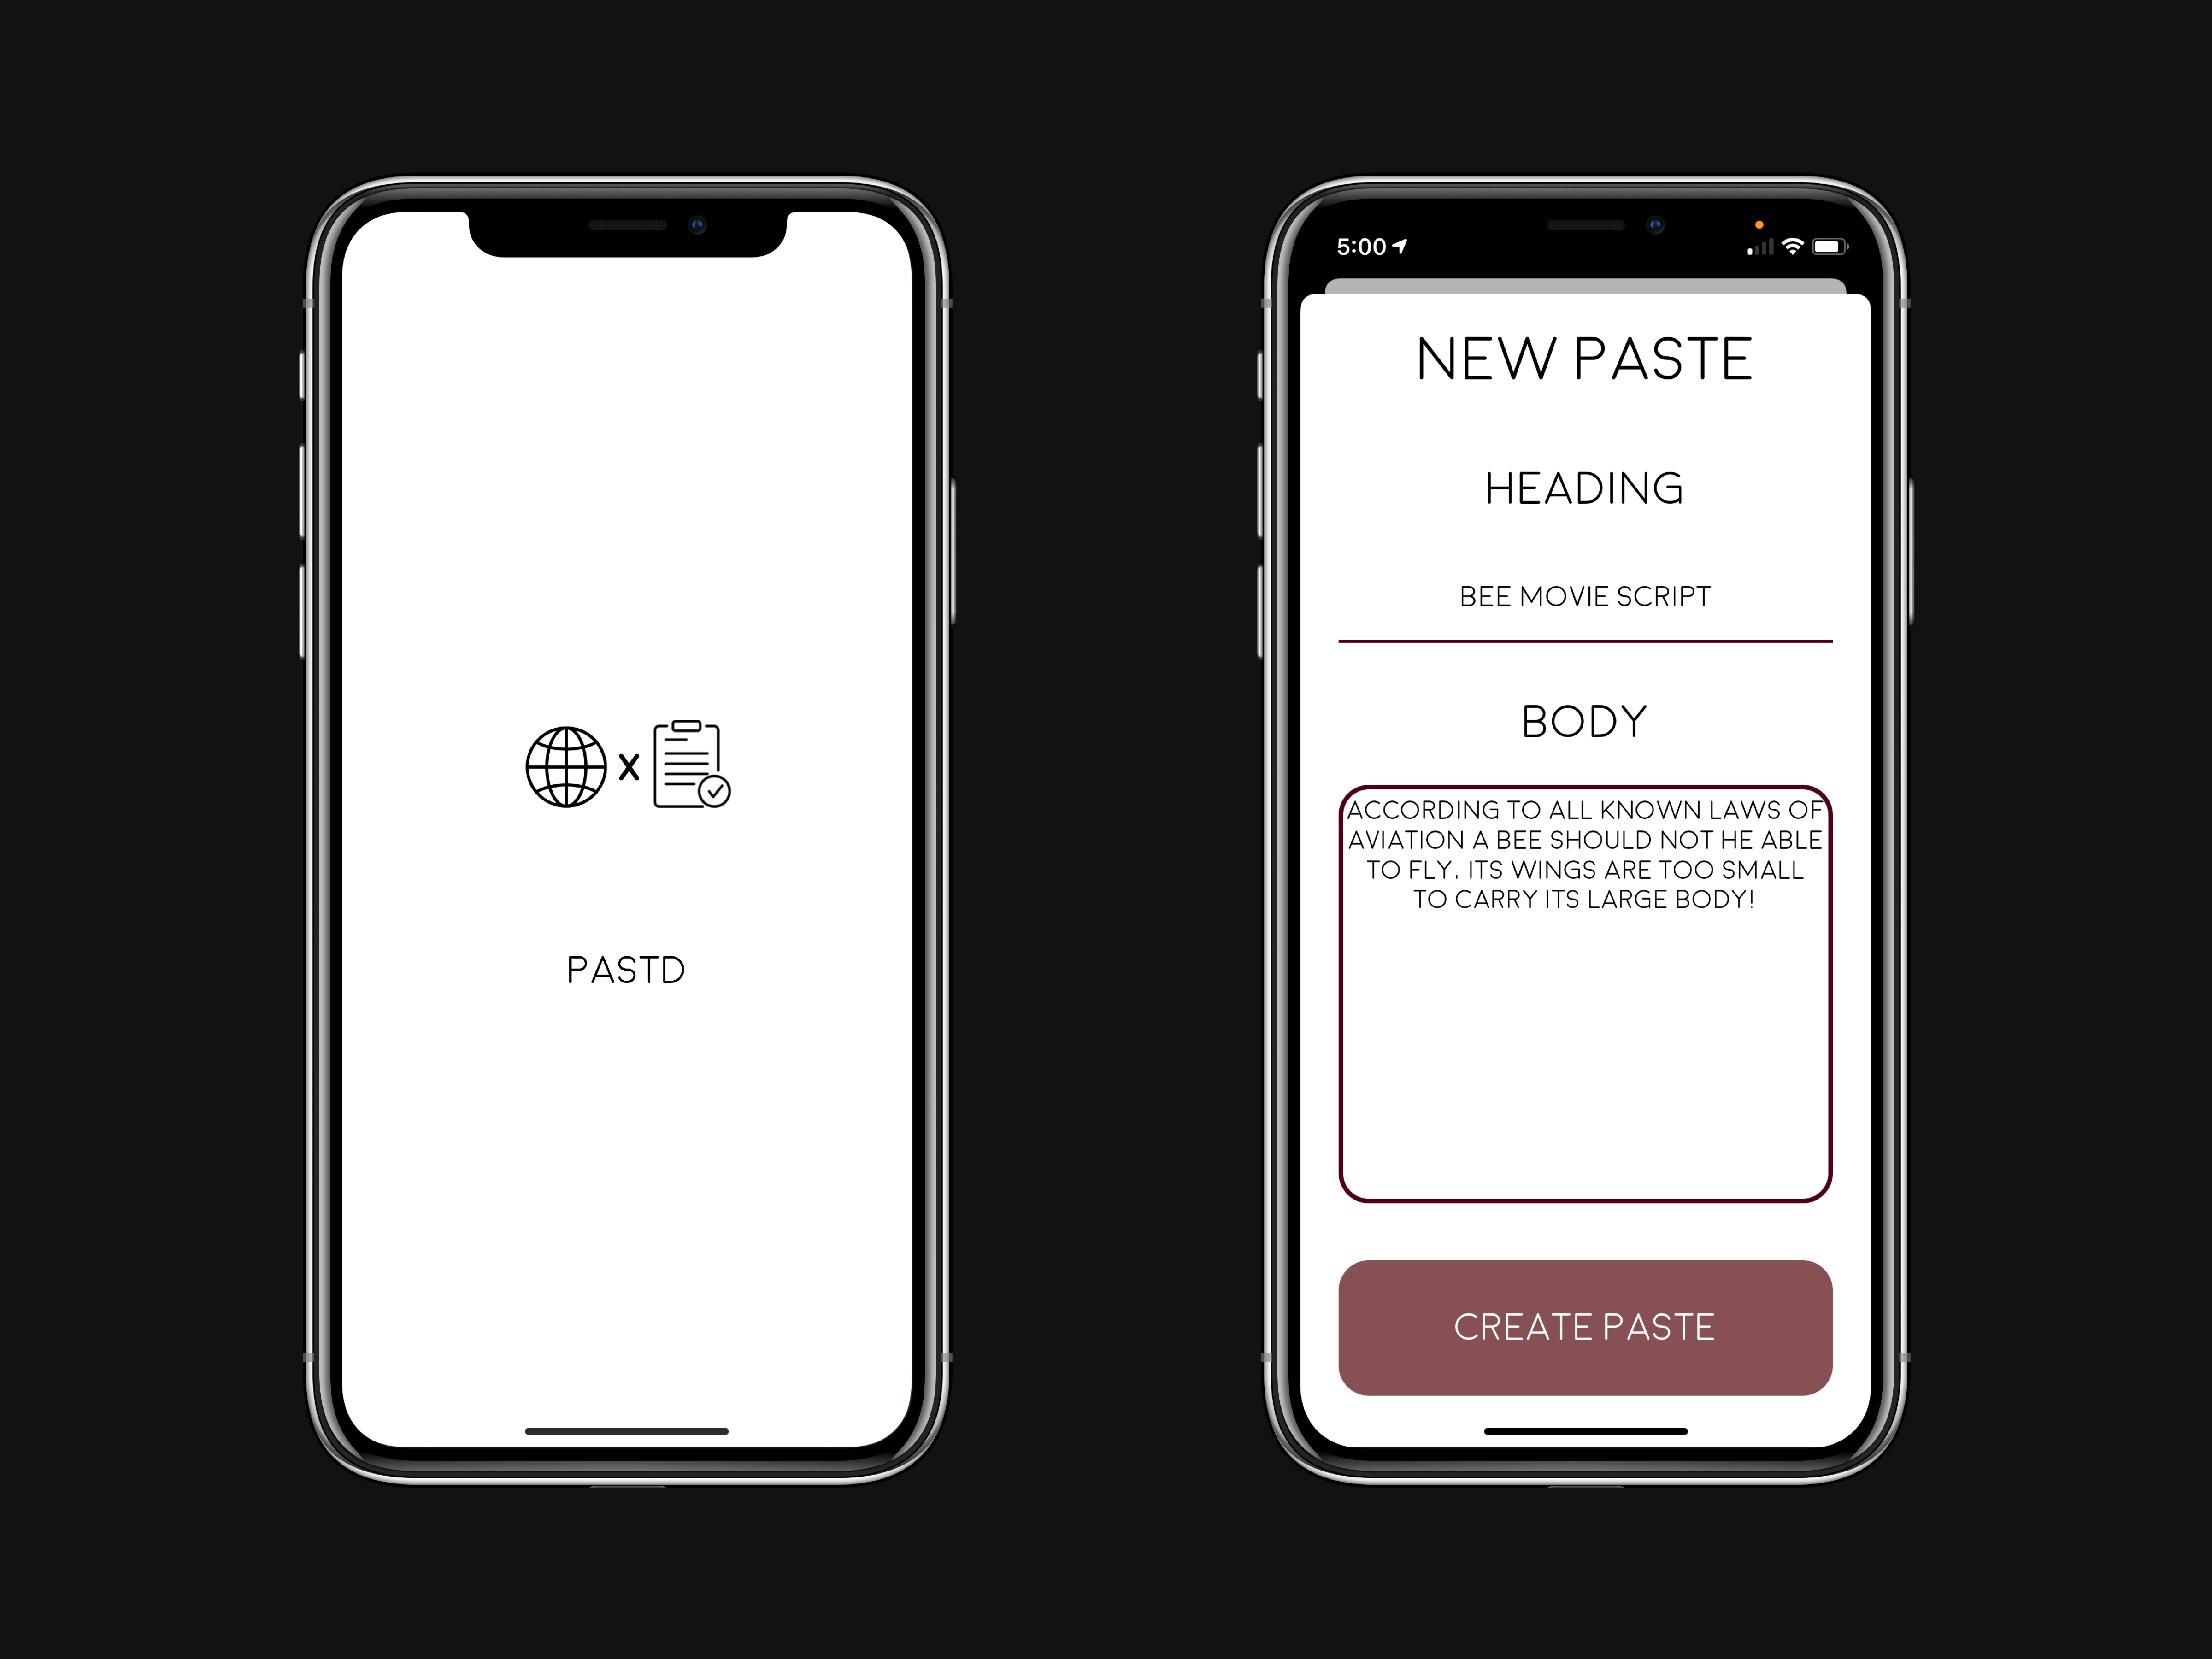 x
PASTD
5:00
NEW PASTE
HEADING
BEE MOVIE SCRIPT
BODY
ACCORDING TO ALL KNOWN LAWS OF
AVIATION A BEE SHOULD NOT HE ABLE
TO FLY. ITS WINGS ARE TOO SMALL
TO CARRY ITS LARGE BODY!
CREATE PASTE